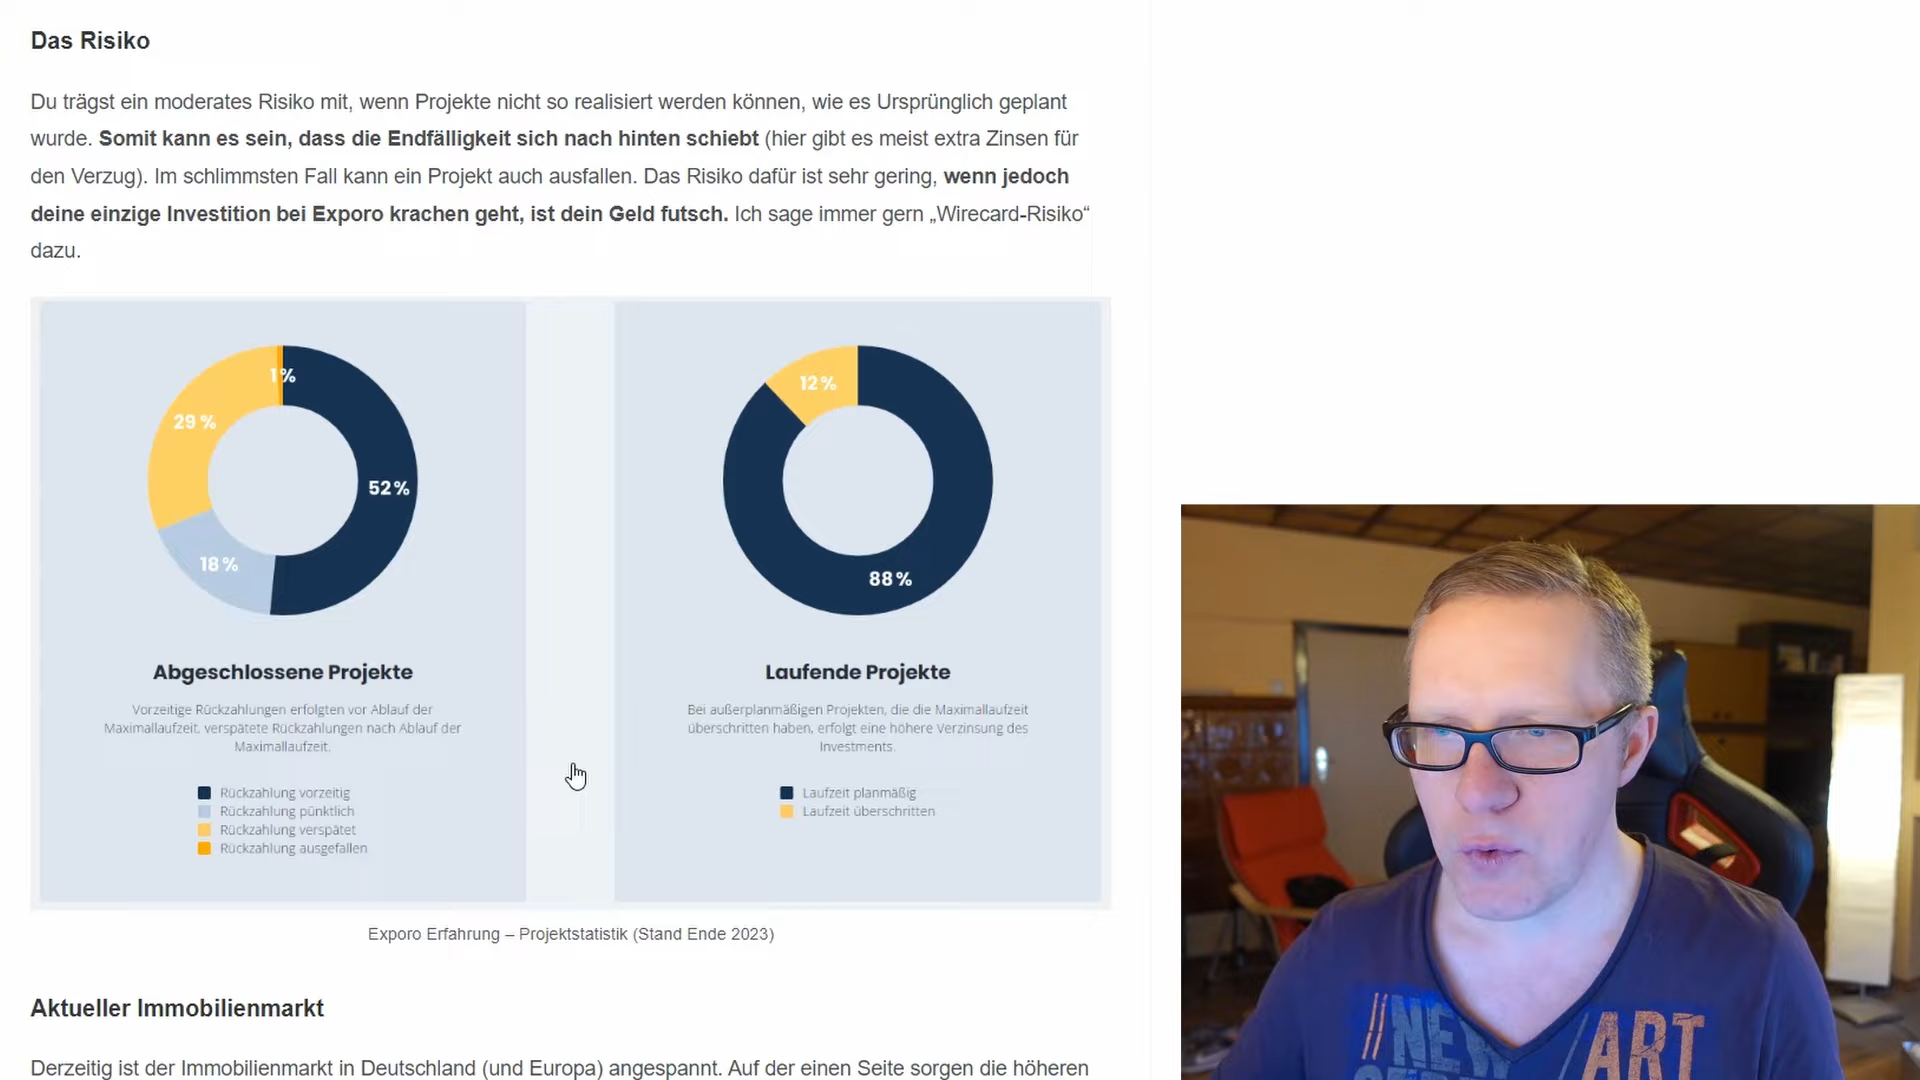 Das Risiko
Du trägst ein moderates Risiko mit, wenn Projekte nicht so realisiert werden können, wie es Ursprünglich geplant
wurde. Somit kann es sein, dass die Endfälligkeit sich nach hinten schiebt (hier gibt es meist extra Zinsen für
den Verzug). Im schlimmsten Fall kann ein Projekt auch ausfallen. Das Risiko dafür ist sehr gering, wenn jedoch
deine einzige Investition bei Exporo krachen geht, ist dein Geld futsch. Ich sage immer gern „Wirecard-Risiko“
dazu.
1%
29 %
52%
18%
Abgeschlossene Projekte
Vorzeitige Rückzahlungen erfolgten vor Ablauf der
Maximallaufzeit, verspätete Rückzahlungen nach Ablauf der
Maximallaufzeit.
Rückzahlung vorzeitig
Rückzahlung pünktlich
Rückzahlung verspätet
Rückzahlung ausgefallen
12%
88%
Laufende Projekte
Bei außerplanmäßigen Projekten, die die Maximallaufzeit
überschritten haben, erfolgt eine höhere Verzinsung des
Investments.
Laufzeit planmäßig
Laufzeit überschritten
Exporo Erfahrung – Projektstatistik (Stand Ende 2023)
Aktueller Immobilienmarkt
Derzeitig ist der Immobilienmarkt in Deutschland (und Europa) angespannt. Auf der einen Seite sorgen die höheren
ART